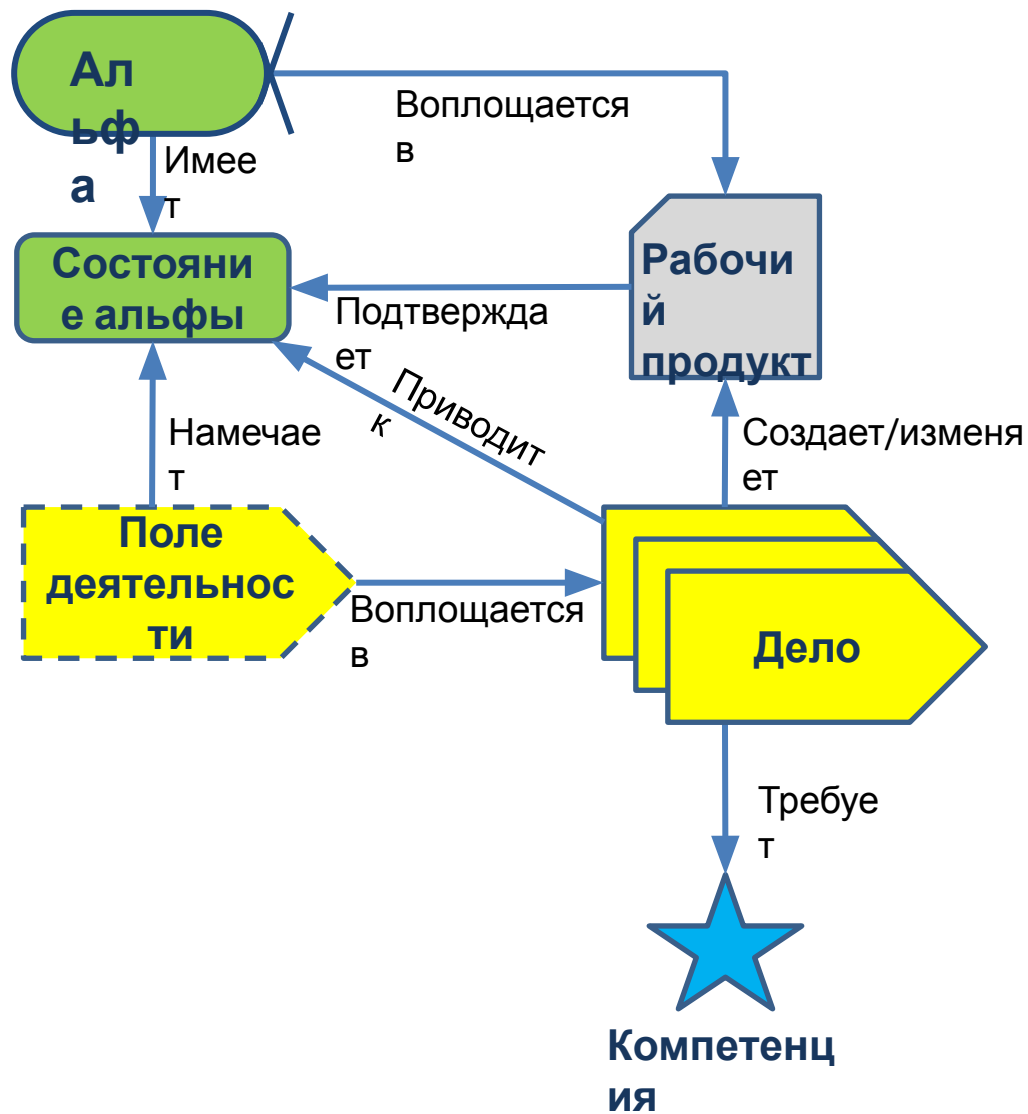 Ал
ьф
а
Воплощается
в
Имее
т
Состояни
е альфы
Рабочи
й
продукт
Подтвержда
ет
Приводит
к
Намечае
т
Создает/изменя
ет
Поле
деятельнос
ти
Воплощается
в
Дело
Требуе
т
Компетенц
ия